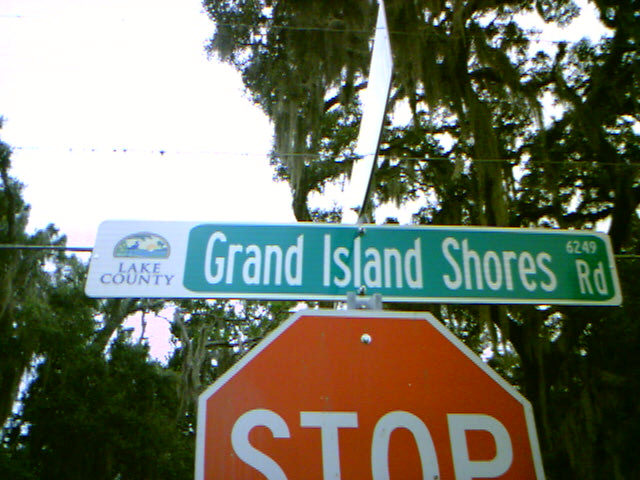 LAKE
COUNTY
Grand Island Shores Rd
6249
STOP